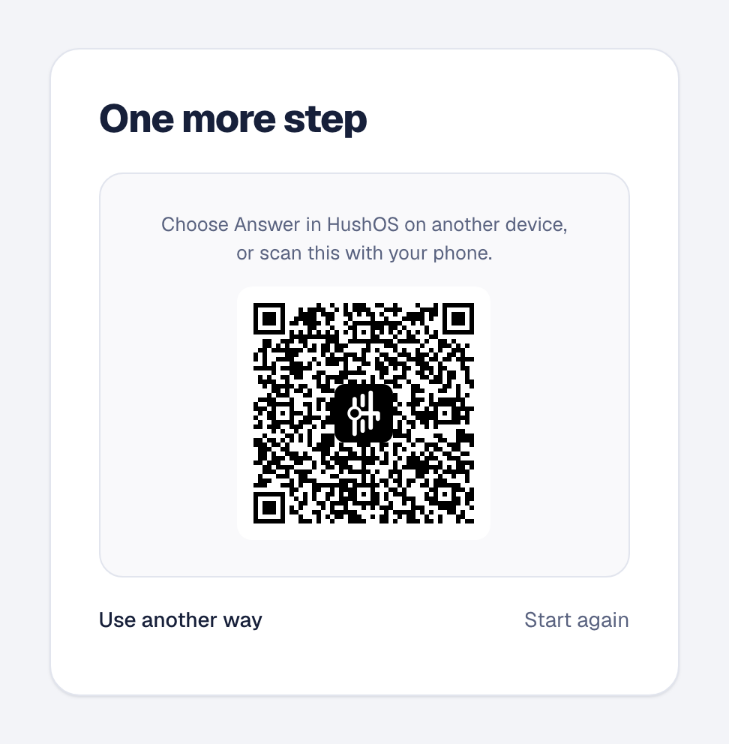 One more step
Choose Answer in HushOS on another device,
or scan this with your phone.
Use another way
Start again